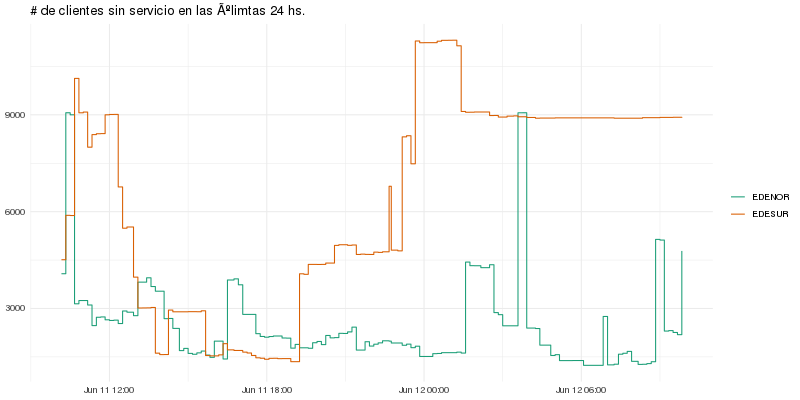 # de clientes sin servicio en las Ãºlimtas 24 hs.
9000
6000
3000
Jun 11 12:00
Jun 11 18:00
Jun 12 00:00
Jun 12 06:00
EDENOR
EDESUR